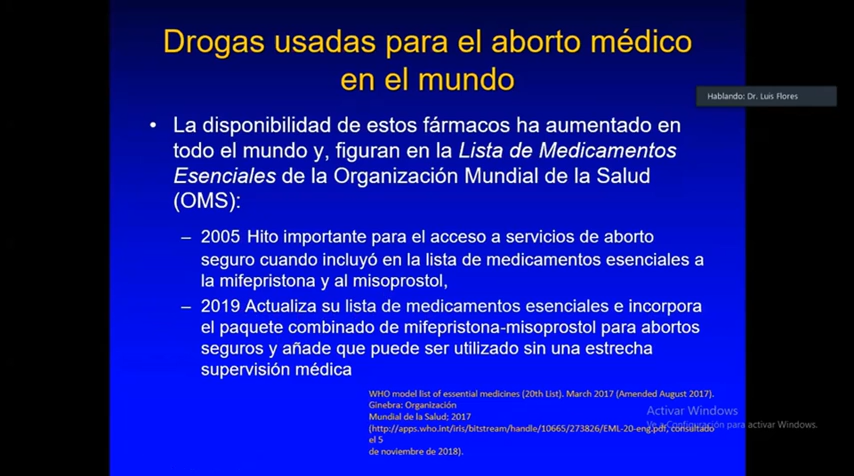 Drogas usadas para el aborto médico
en el mundo
Hablando: Dr. Luis Flores
• La disponibilidad de estos fármacos ha aumentado en
todo el mundo y, figuran en la Lista de Medicamentos
Esenciales de la Organización Mundial de la Salud
(OMS):
– 2005 Hito importante para el acceso a servicios de aborto
seguro cuando incluyó en la lista de medicamentos esenciales a
la mifepristona y al misoprostol,
– 2019 Actualiza su lista de medicamentos esenciales e incorpora
el paquete combinado de mifepristona-misoprostol para abortos
seguros y añade que puede ser utilizado sin una estrecha
supervisión médica
WHO model list of essential medicines (20th List). March 2017 (Amended August 2017).
Ginebra: Organización
Mundial de la Salud; 2017
(http://apps.who.int/iris/bitstream/handle/10665/273826/EML-20-eng.pdf, consultado
el 5
de noviembre de 2018).
Activar Windows
Ve a Configuración para activar Windows.